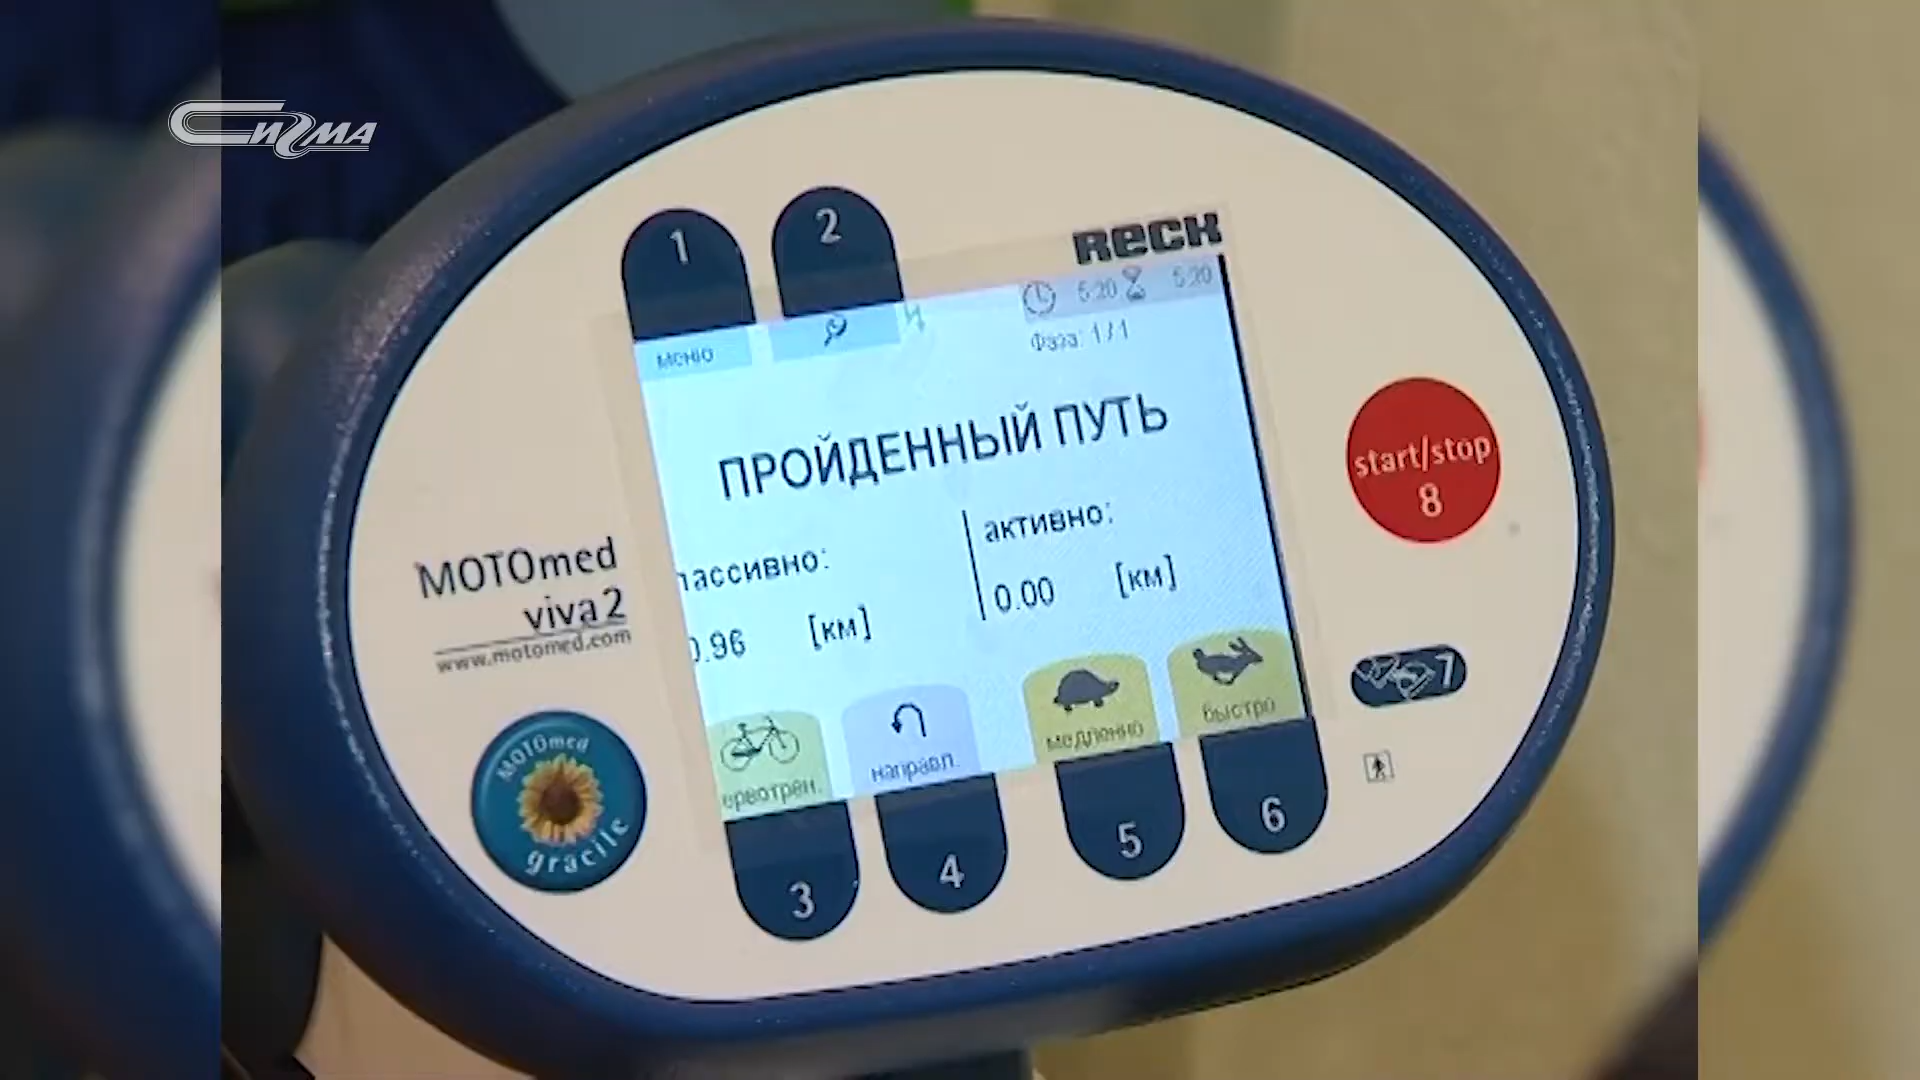 СИГМА
1
2
RECK
меню
5:20 5:20
Фаза: 1/1
ПРОЙДЕННЫЙ ПУТЬ
пассивно:
активно:
0.96 [км]
0.00 [км]
start/stop
8
MOTOmed
viva2
www.motomed.com
7
MOTOmed
gracile
направл.
медленно
быстро
3
4
5
6